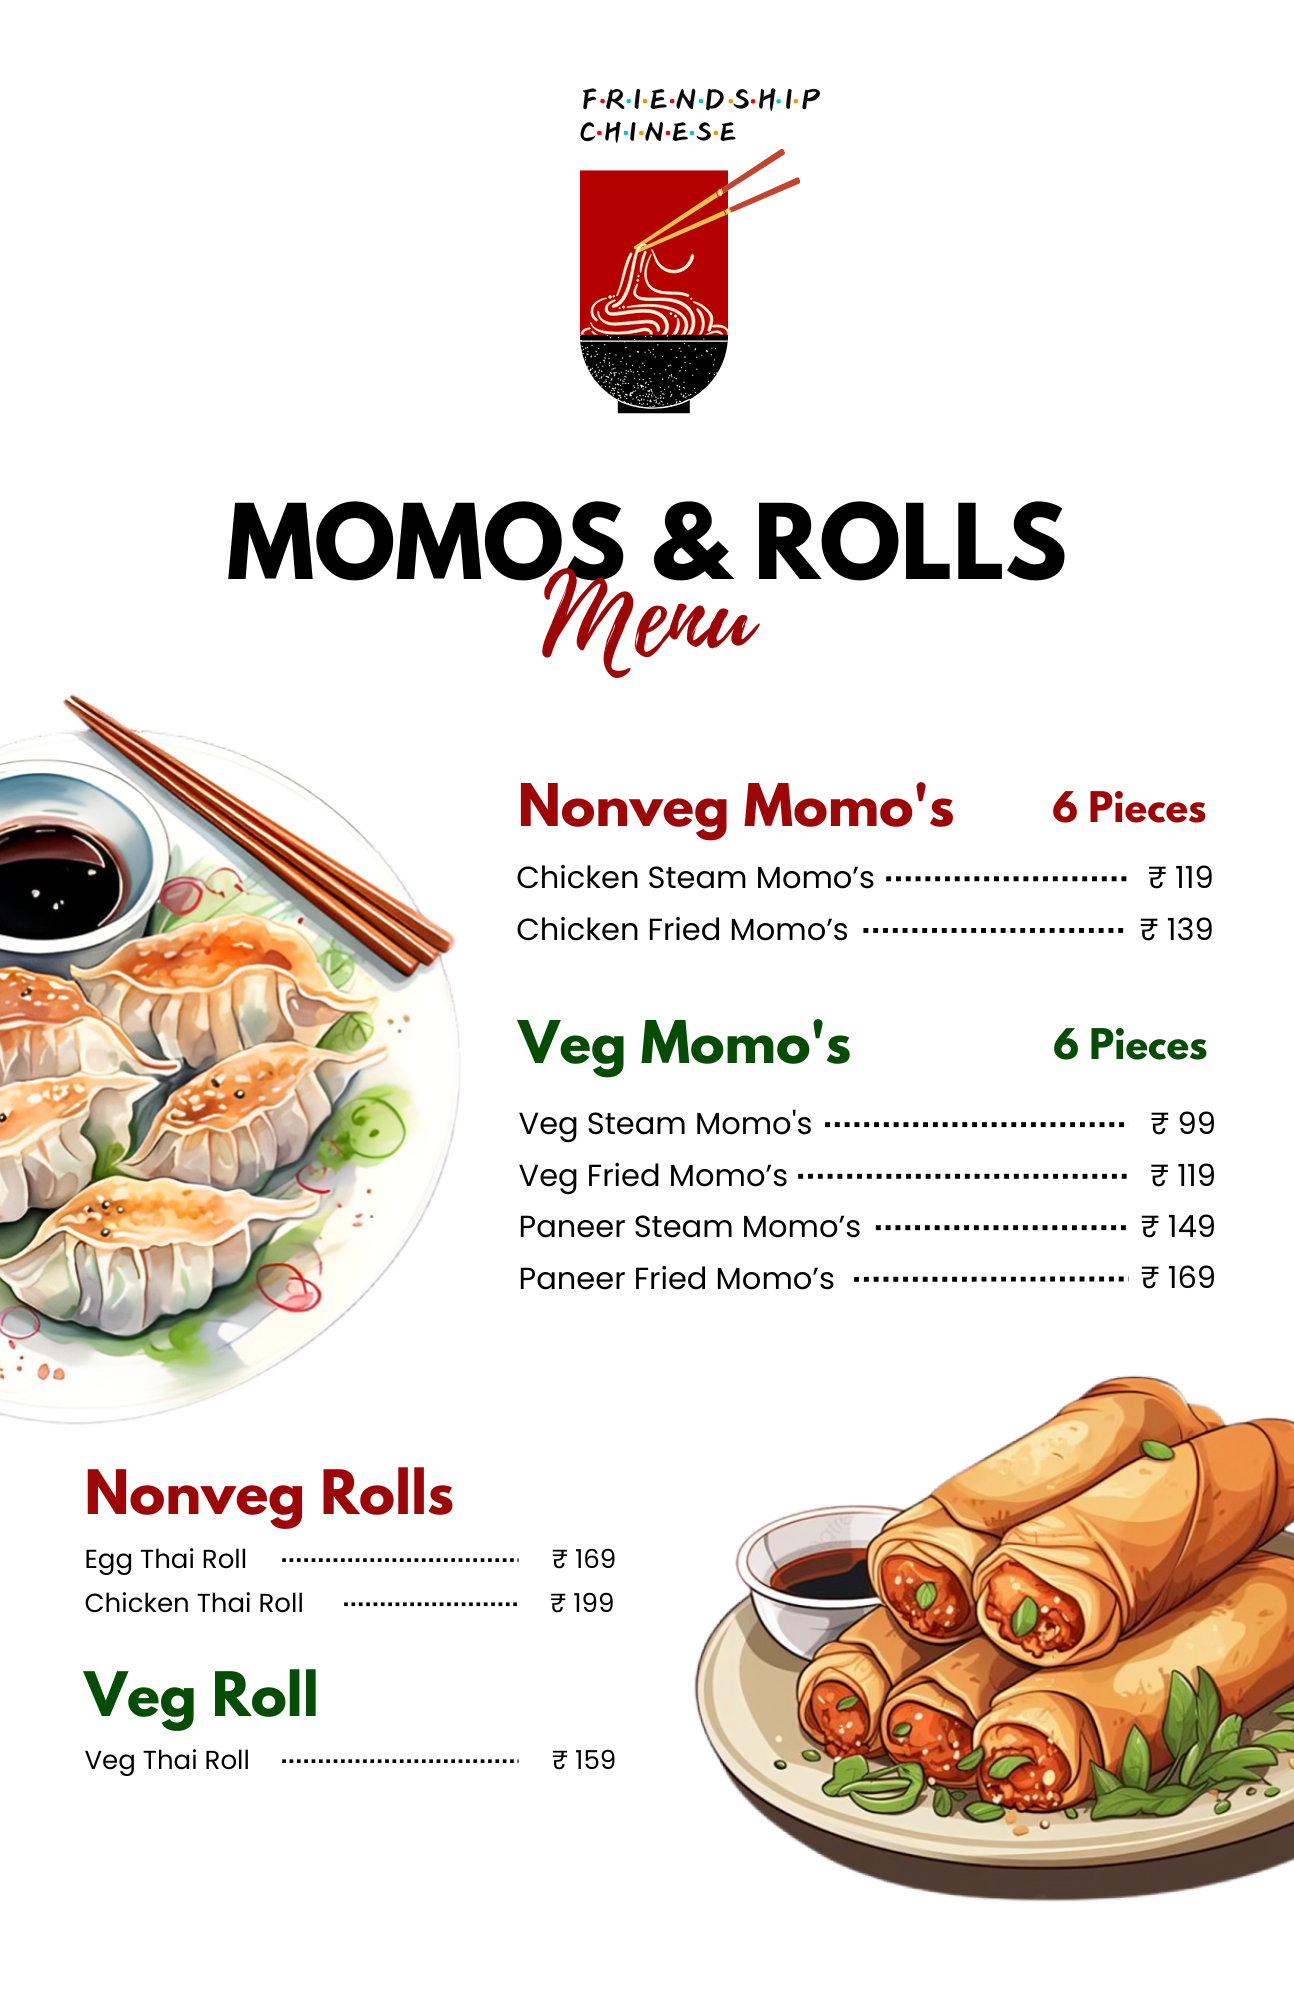 F·R·I·E·N·D·S·H·I·P
C·H·I·N·E·S·E
MOMOS & ROLLS
Menu
Nonveg Momo's 6 Pieces
Chicken Steam Momo’s ₹ 119
Chicken Fried Momo’s ₹ 139
Veg Momo's 6 Pieces
Veg Steam Momo's ₹ 99
Veg Fried Momo’s ₹ 119
Paneer Steam Momo’s ₹ 149
Paneer Fried Momo’s ₹ 169
Nonveg Rolls
Egg Thai Roll ₹ 169
Chicken Thai Roll ₹ 199
Veg Roll
Veg Thai Roll ₹ 159